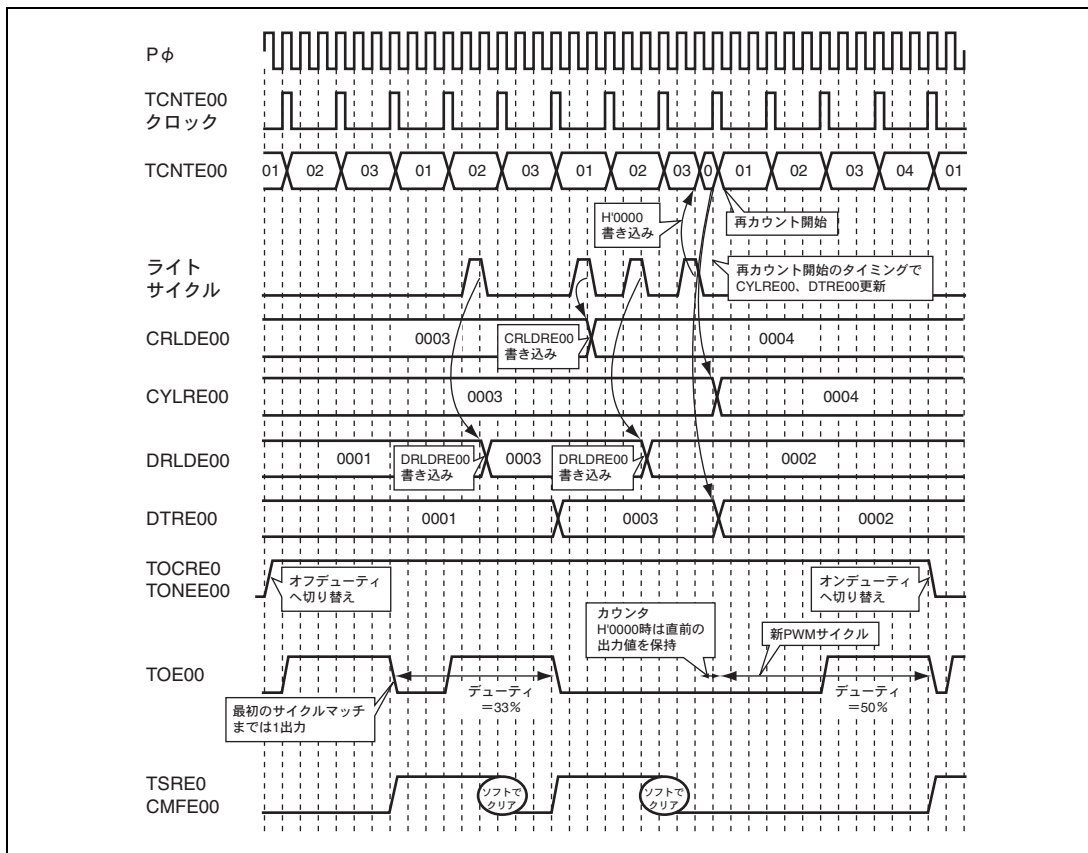 Pφ
TCNTE00
クロック
TCNTE00
01 02 03 01 02 03 01 02 03 0 01 02 03 04 01
H'0000
書き込み
再カウント開始
ライト
サイクル
再カウント開始のタイミングで
CYLRE00、DTRE00更新
CRLDE00
0003
CRLDRE00
書き込み
0004
CYLRE00
0003
0004
DRLDE00
0001
DRLDRE00
書き込み
0003
DRLDRE00
書き込み
0002
DTRE00
0001
0003
0002
TOCRE0
TONEE00
オフデューティ
へ切り替え
オンデューティ
へ切り替え
カウンタ
H'0000時は直前の
出力値を保持
新PWMサイクル
TOE00
デューティ
=33%
デューティ
=50%
最初のサイクルマッチ
までは1出力
TSRE0
CMFE00
ソフトで
クリア
ソフトで
クリア